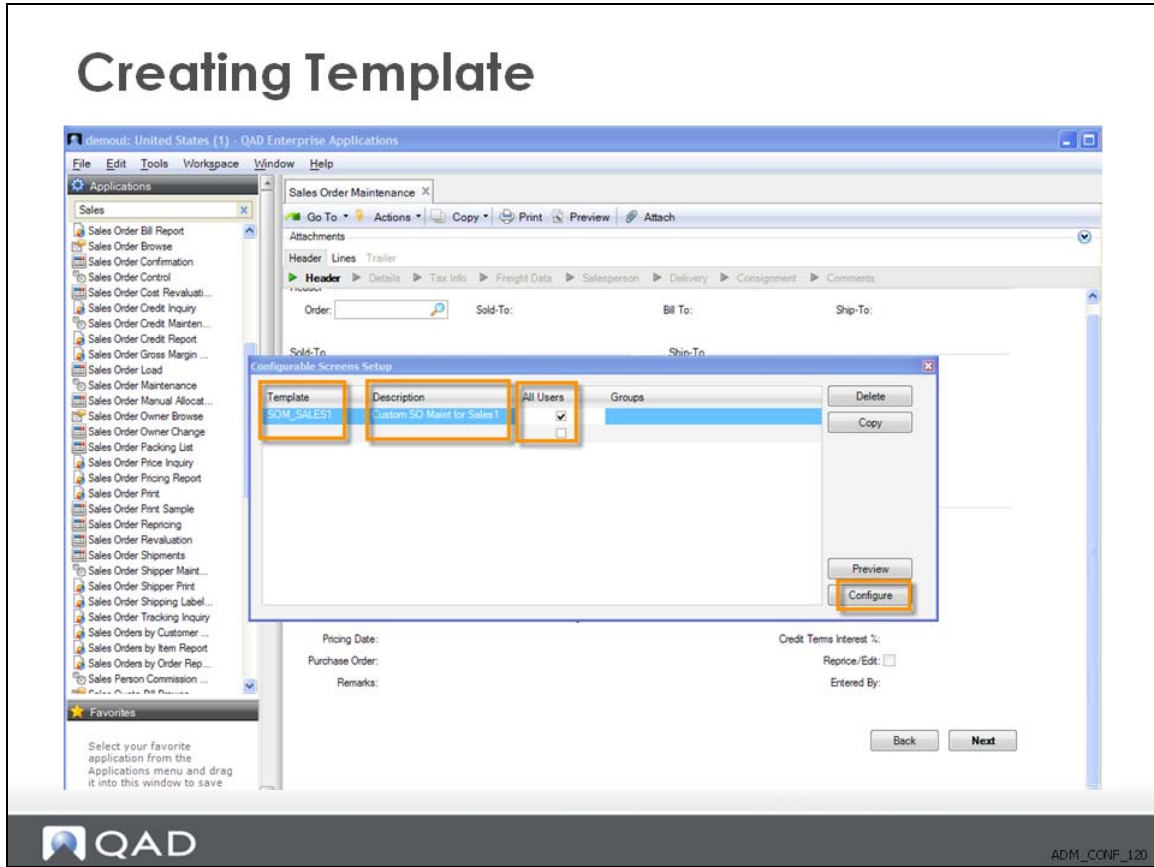 Creating Template
demoui: United States (1) - QAD Enterprise Applications
File Edit Tools Workspace Window Help
Applications
Sales
Sales Order Bill Report
Sales Order Browse
Sales Order Confirmation
Sales Order Control
Sales Order Cost Revaluati...
Sales Order Credit Inquiry
Sales Order Credit Mainten...
Sales Order Credit Report
Sales Order Gross Margin ...
Sales Order Load
Sales Order Maintenance
Sales Order Manual Allocat...
Sales Order Owner Browse
Sales Order Owner Change
Sales Order Packing List
Sales Order Price Inquiry
Sales Order Pricing Report
Sales Order Print
Sales Order Print Sample
Sales Order Repricing
Sales Order Revaluation
Sales Order Shipments
Sales Order Shipper Maint...
Sales Order Shipper Print
Sales Order Shipping Label...
Sales Order Tracking Inquiry
Sales Orders by Customer ...
Sales Orders by Item Report
Sales Orders by Order Rep...
Sales Person Commission ...
Favorites
Select your favorite
application from the
Applications menu and drag
it into this window to save
Sales Order Maintenance
Go To Actions Copy Print Preview Attach
Attachments
Header Lines Trailer
Header Details Tax Info Freight Data Salesperson Delivery Consignment Comments
Order: Sold-To: Bill To: Ship-To:
Sold-To Ship-To
Configurable Screens Setup
Template Description All Users Groups
SOM_SALES1 Custom SO Maint for Sales1
Delete
Copy
Preview
Configure
Pricing Date: Credit Terms Interest %:
Purchase Order: Reprice/Edit:
Remarks: Entered By:
Back Next
QAD
ADM_CONF_120